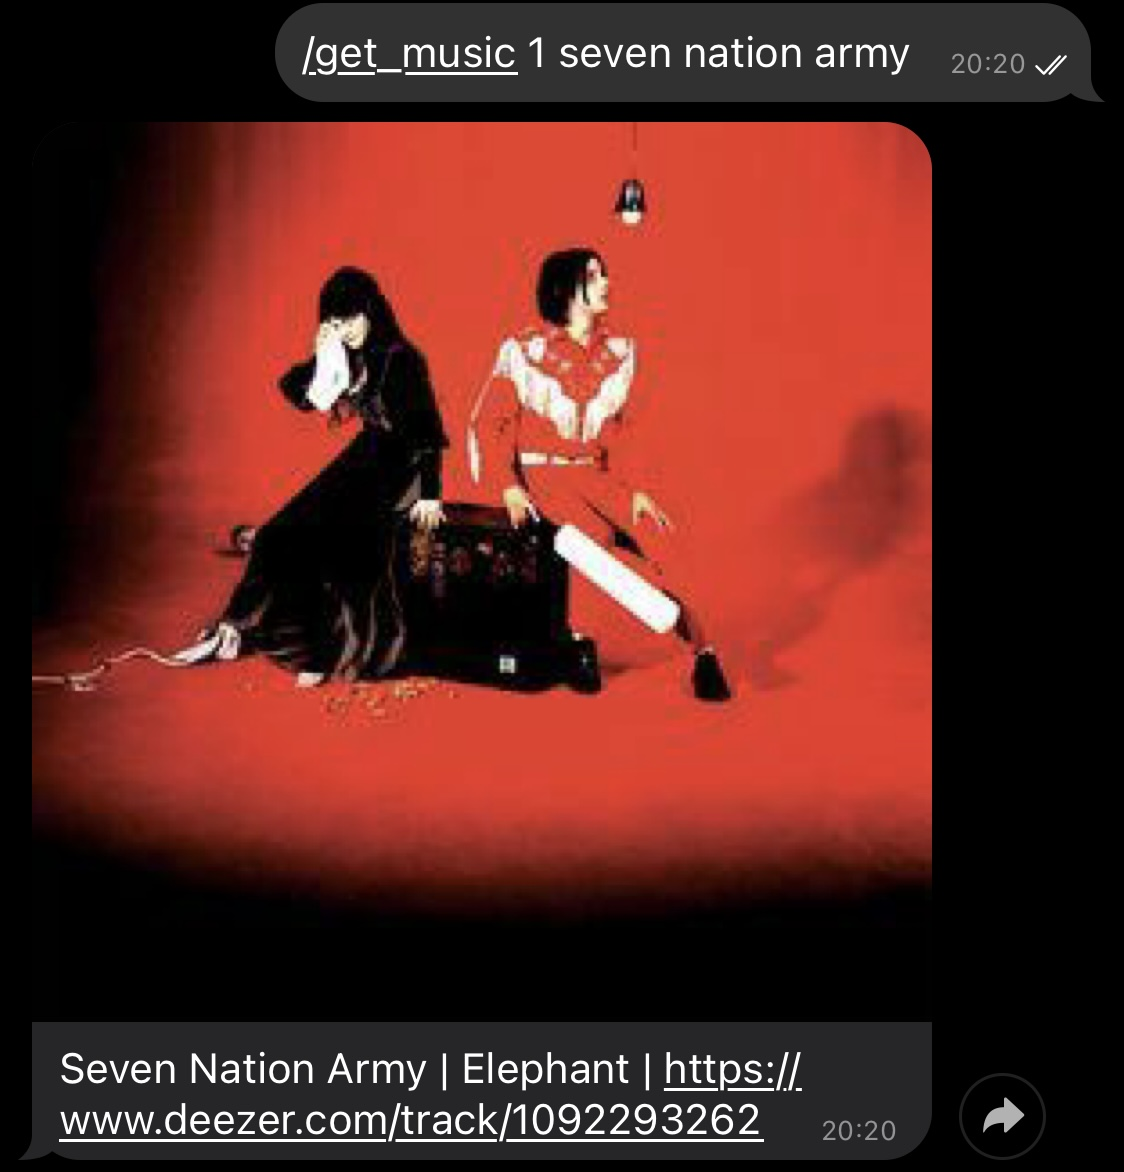 /get_music 1 seven nation army 20:20
Seven Nation Army | Elephant | https://
www.deezer.com/track/1092293262 20:20